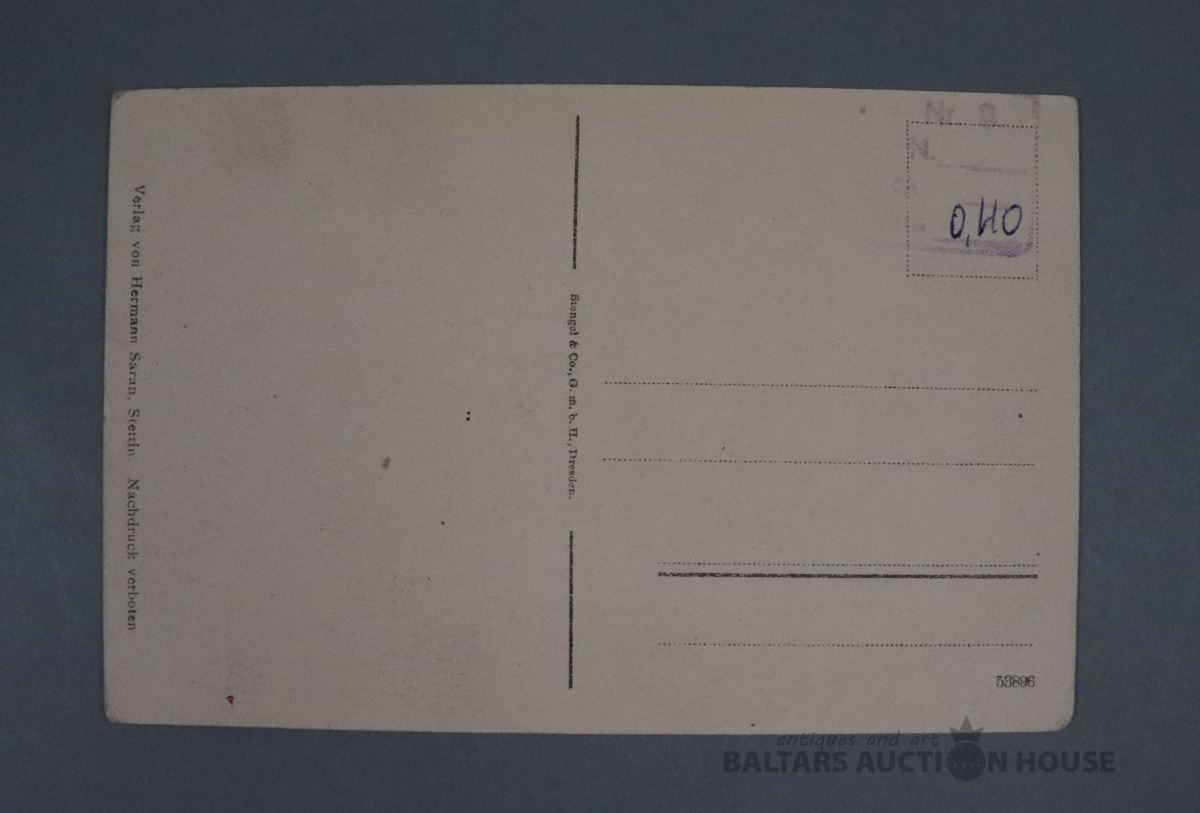 Verlag von Hermann Saran, Stettin. Nachdruck verboten
Stengel & Co., G. m. b. H., Dresden.
Nr. 
N.
0,40
53896
antiques and art
BALTARS AUCTION HOUSE